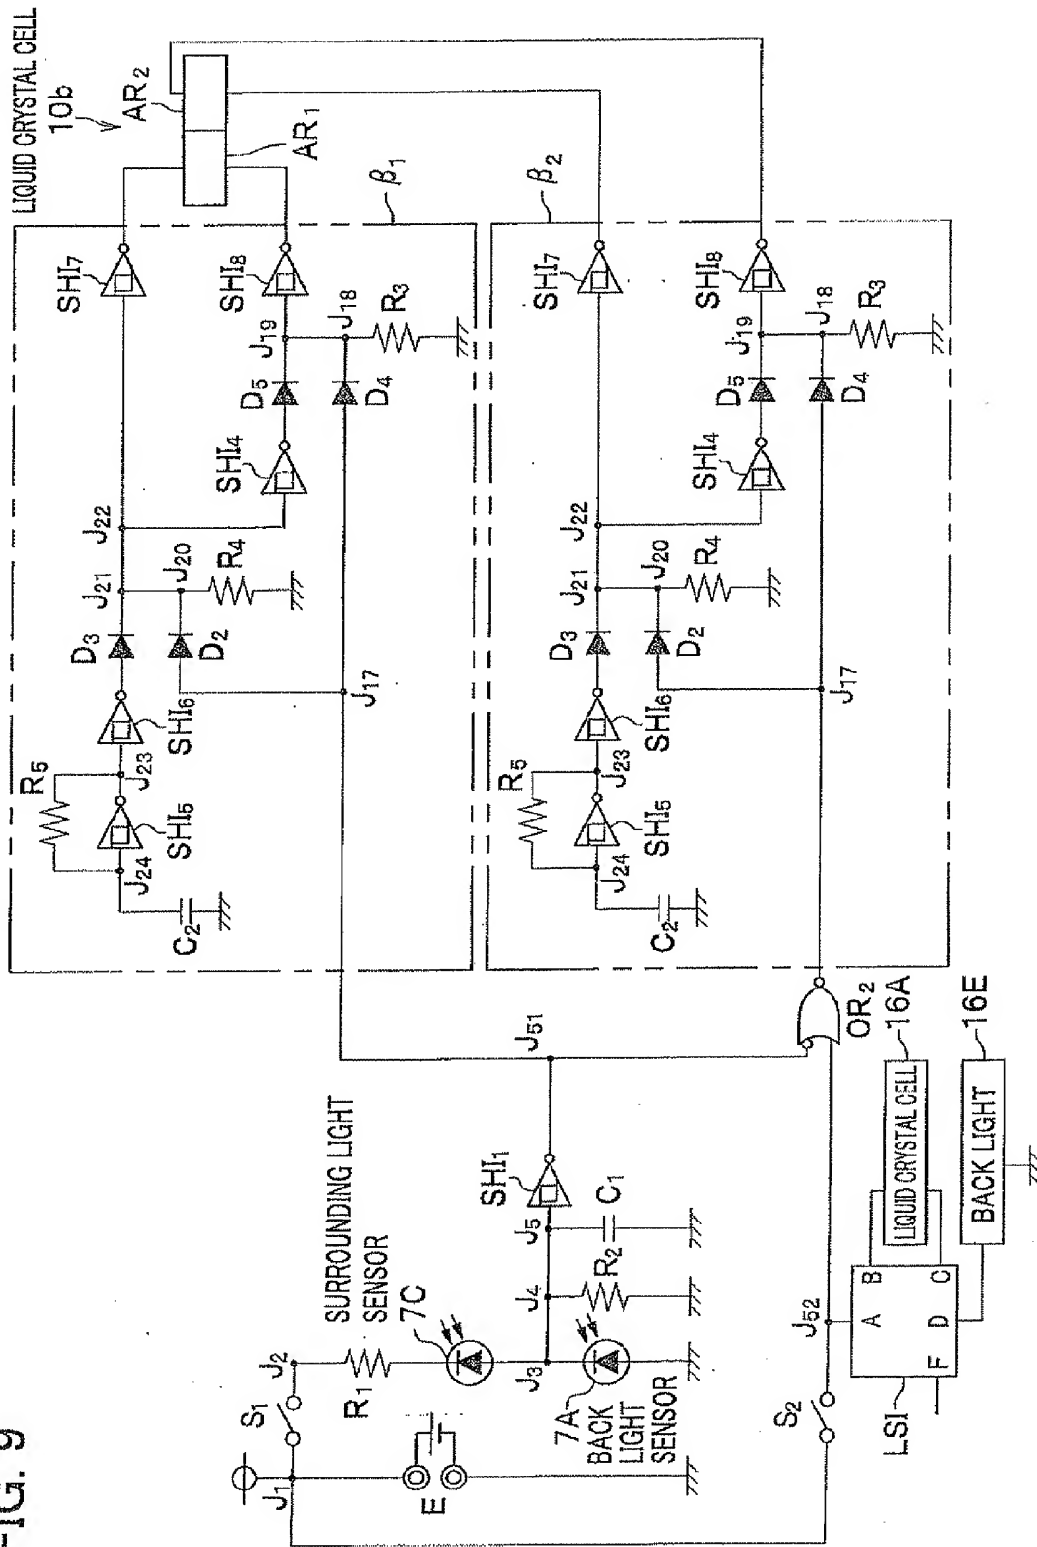 FIG. 9
LIQUID CRYSTAL CELL
10b
AR2
AR1
β1
SHI7
SHI8
J19
J18
R3
D5
D4
SHI4
J22
J21
J20
R4
D3
D2
J17
SHI6
R5
J23
SHI5
J24
C2
β2
SHI7
SHI8
J19
J18
R3
D5
D4
SHI4
J22
J21
J20
R4
D3
D2
J17
SHI6
R5
J23
SHI5
J24
C2
J51
OR2
SHI1
SURROUNDING LIGHT
SENSOR
7C
J5
C1
J4
R2
J3
J2
R1
S1
J1
E
7A
BACK
LIGHT
SENSOR
S2
J52
LSI
A
B
C
D
F
LIQUID CRYSTAL CELL
16A
BACK LIGHT
16E